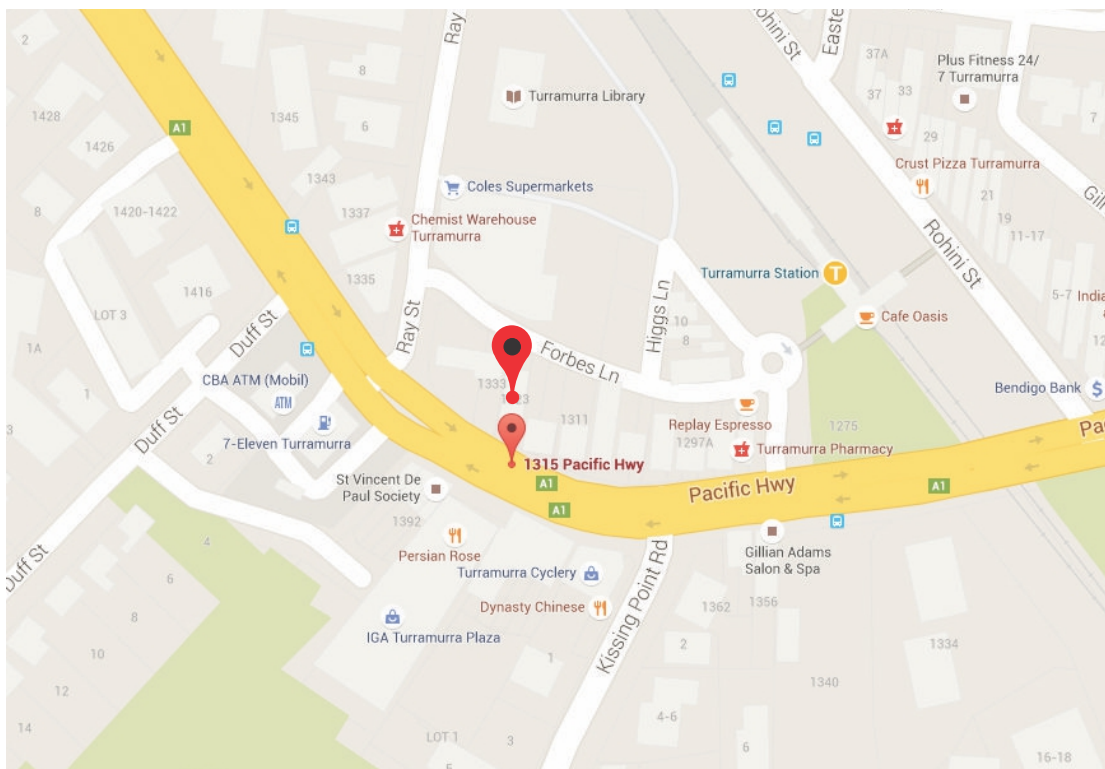 2
Ray
8
Rohini St
Easte
37A
Plus Fitness 24/
7 Turramurra
37
33
1428
A1
1345
6
Turramurra Library
29
7
1426
Crust Pizza Turramurra
1343
Coles Supermarkets
21
8
1420-1422
1337
Chemist Warehouse
Turramurra
19
11-17
Rohini St
1335
Turramurra Station
T
1416
LOT 3
Duff St
Ray St
Higgs Ln
10
8
Cafe Oasis
5-7
India
12
1A
Forbes Ln
CBA ATM (Mobil)
ATM
1333
1
Bendigo Bank
$
1311
Replay Espresso
1275
3
Duff St
7-Eleven Turramurra
1297A
Turramurra Pharmacy
Pac
2
1315 Pacific Hwy
St Vincent De
Paul Society
A1
A1
Pacific Hwy
A1
1392
Duff St
4
Persian Rose
Gillian Adams
Salon & Spa
6
Turramurra Cyclery
Kissing Point Rd
1362
1356
8
Dynasty Chinese
IGA Turramurra Plaza
2
1334
10
1
12
1340
14
LOT 1
3
4-6
6
16-18